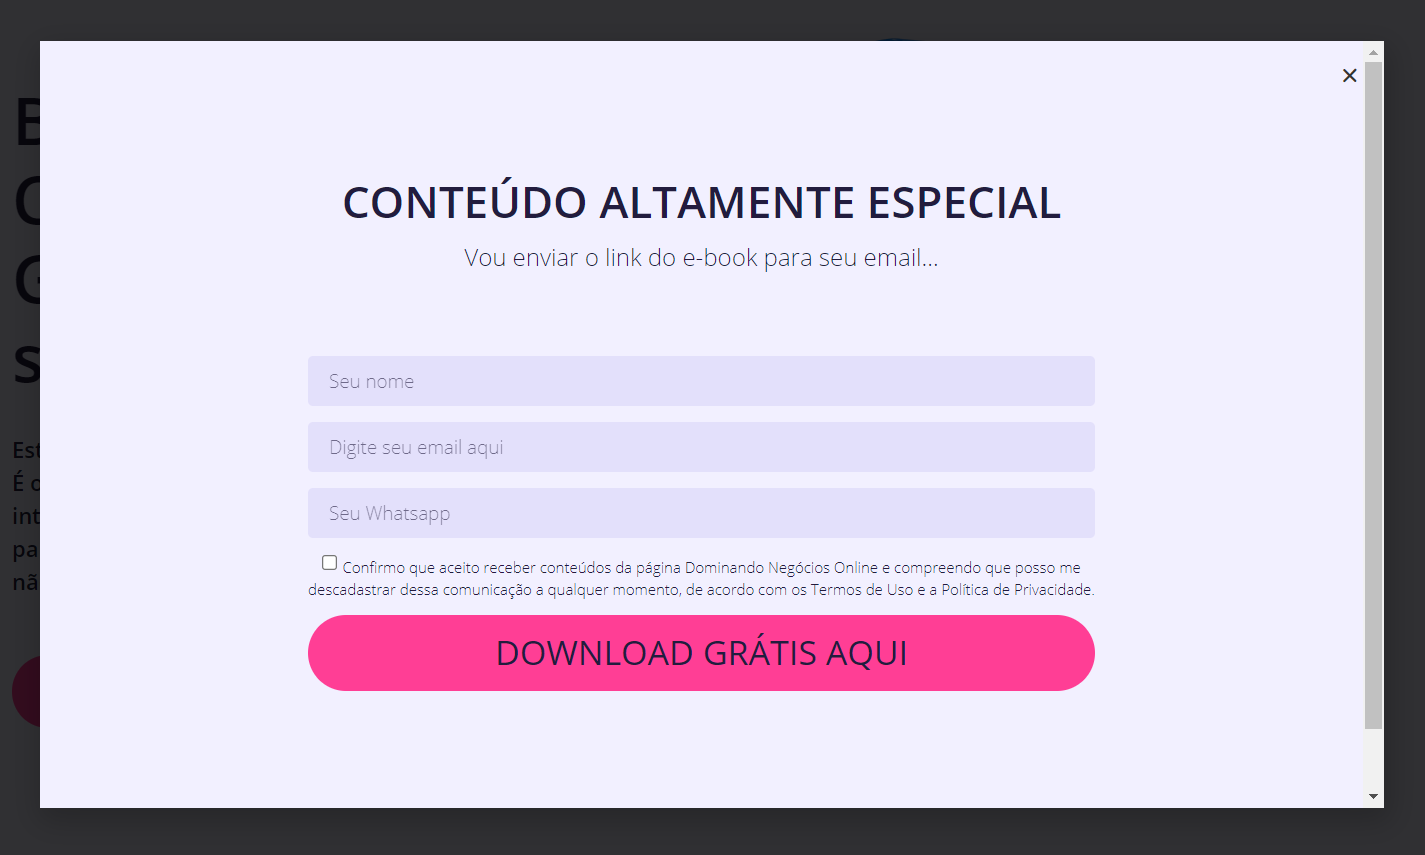 CONTEÚDO ALTAMENTE ESPECIAL
Vou enviar o link do e-book para seu email...
Seu nome
Digite seu email aqui
Seu Whatsapp
Confirmo que aceito receber conteúdos da página Dominando Negócios Online e compreendo que posso me
descadastrar dessa comunicação a qualquer momento, de acordo com os Termos de Uso e a Política de Privacidade.
DOWNLOAD GRÁTIS AQUI